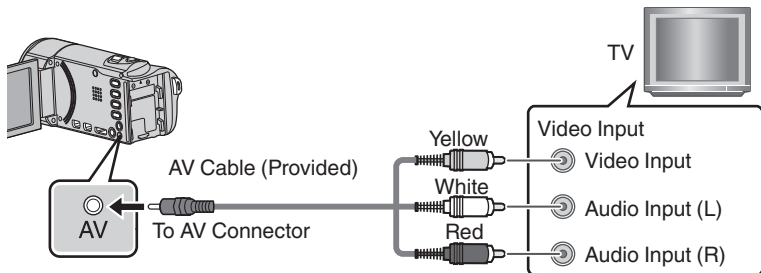 TV
Video Input
Yellow
Video Input
AV Cable (Provided)
White
Audio Input (L)
AV
To AV Connector
Red
Audio Input (R)